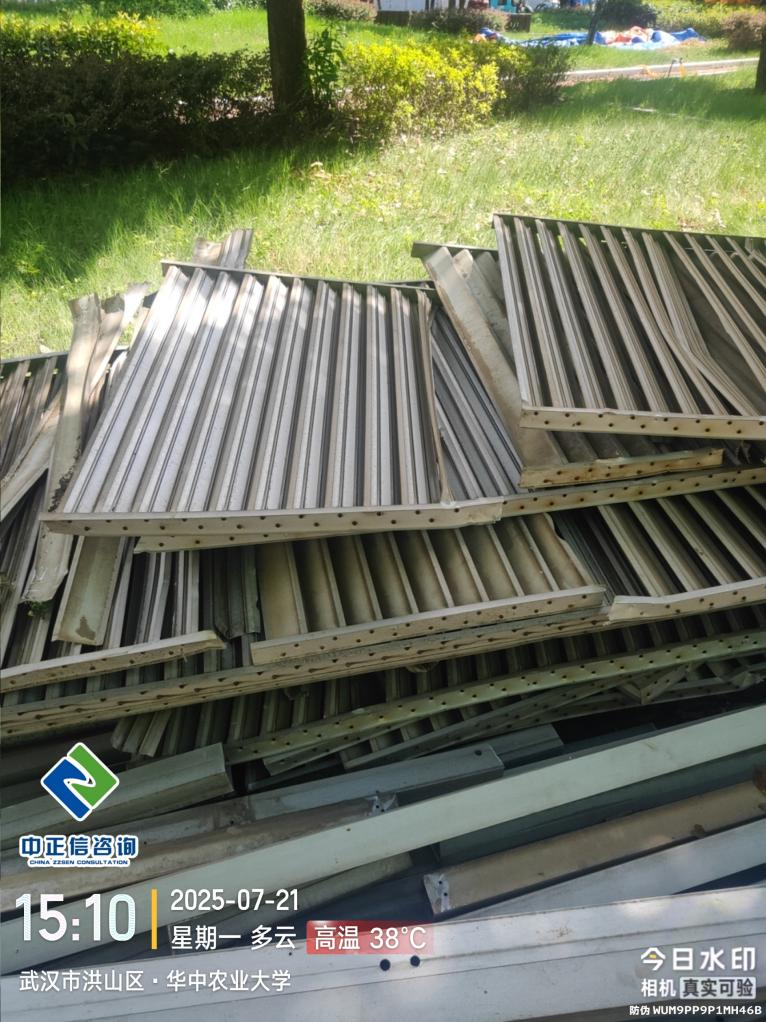 中正信咨询
CHINA ZZSEN CONSULTATION
15:10
2025-07-21
星期一 多云 高温 38°C
武汉市洪山区·华中农业大学
今日水印
相机 真实可验
防伪 WUM9PP9P1MH46B